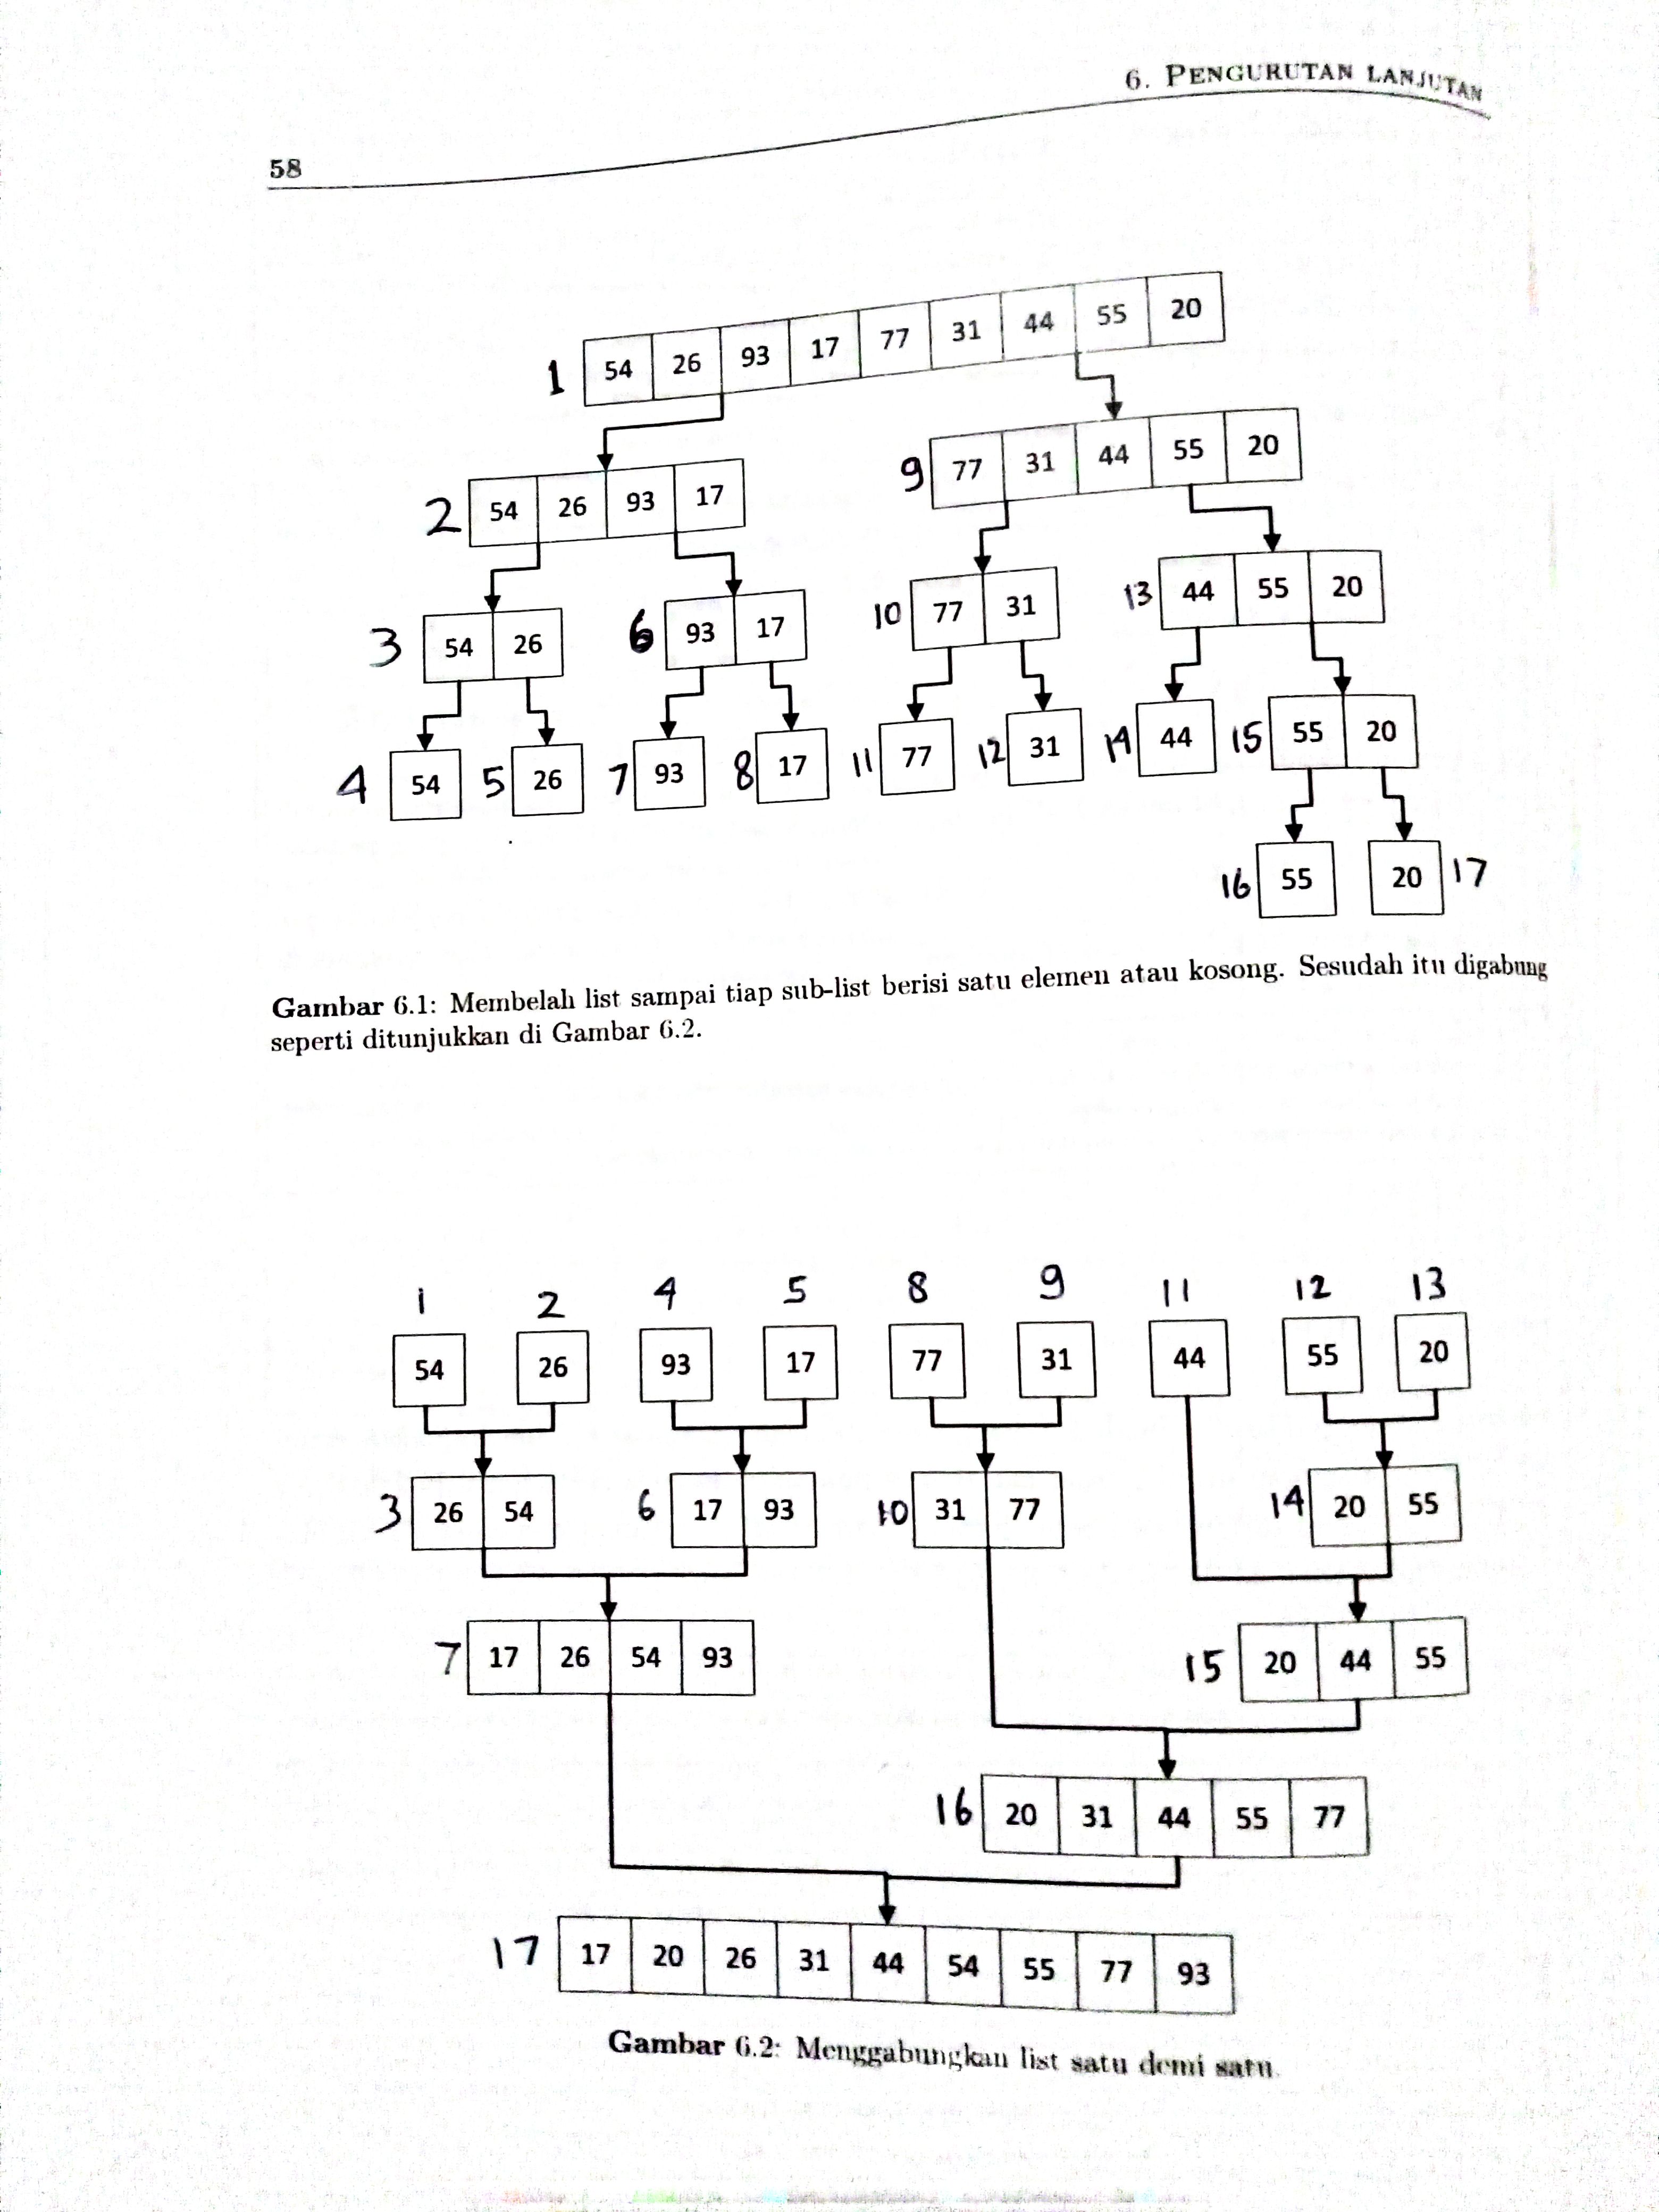 6. PENGURUTAN LANJUTAN
58
1 54 26 93 17 77 31 44 55 20
2 54 26 93 17
9 77 31 44 55 20
3 54 26
6 93 17
10 77 31
13 44 55 20
4 54
5 26
7 93
8 17
11 77
12 31
14 44
15 55 20
16 55
20 17
Gambar 6.1: Membelah list sampai tiap sub-list berisi satu elemen atau kosong. Sesudah itu digabung
seperti ditunjukkan di Gambar 6.2.
1 2 4 5 8 9 11 12 13
54 26 93 17 77 31 44 55 20
3 26 54
6 17 93
10 31 77
14 20 55
7 17 26 54 93
15 20 44 55
16 20 31 44 55 77
17 17 20 26 31 44 54 55 77 93
Gambar 6.2: Menggabungkan list satu demi satu.